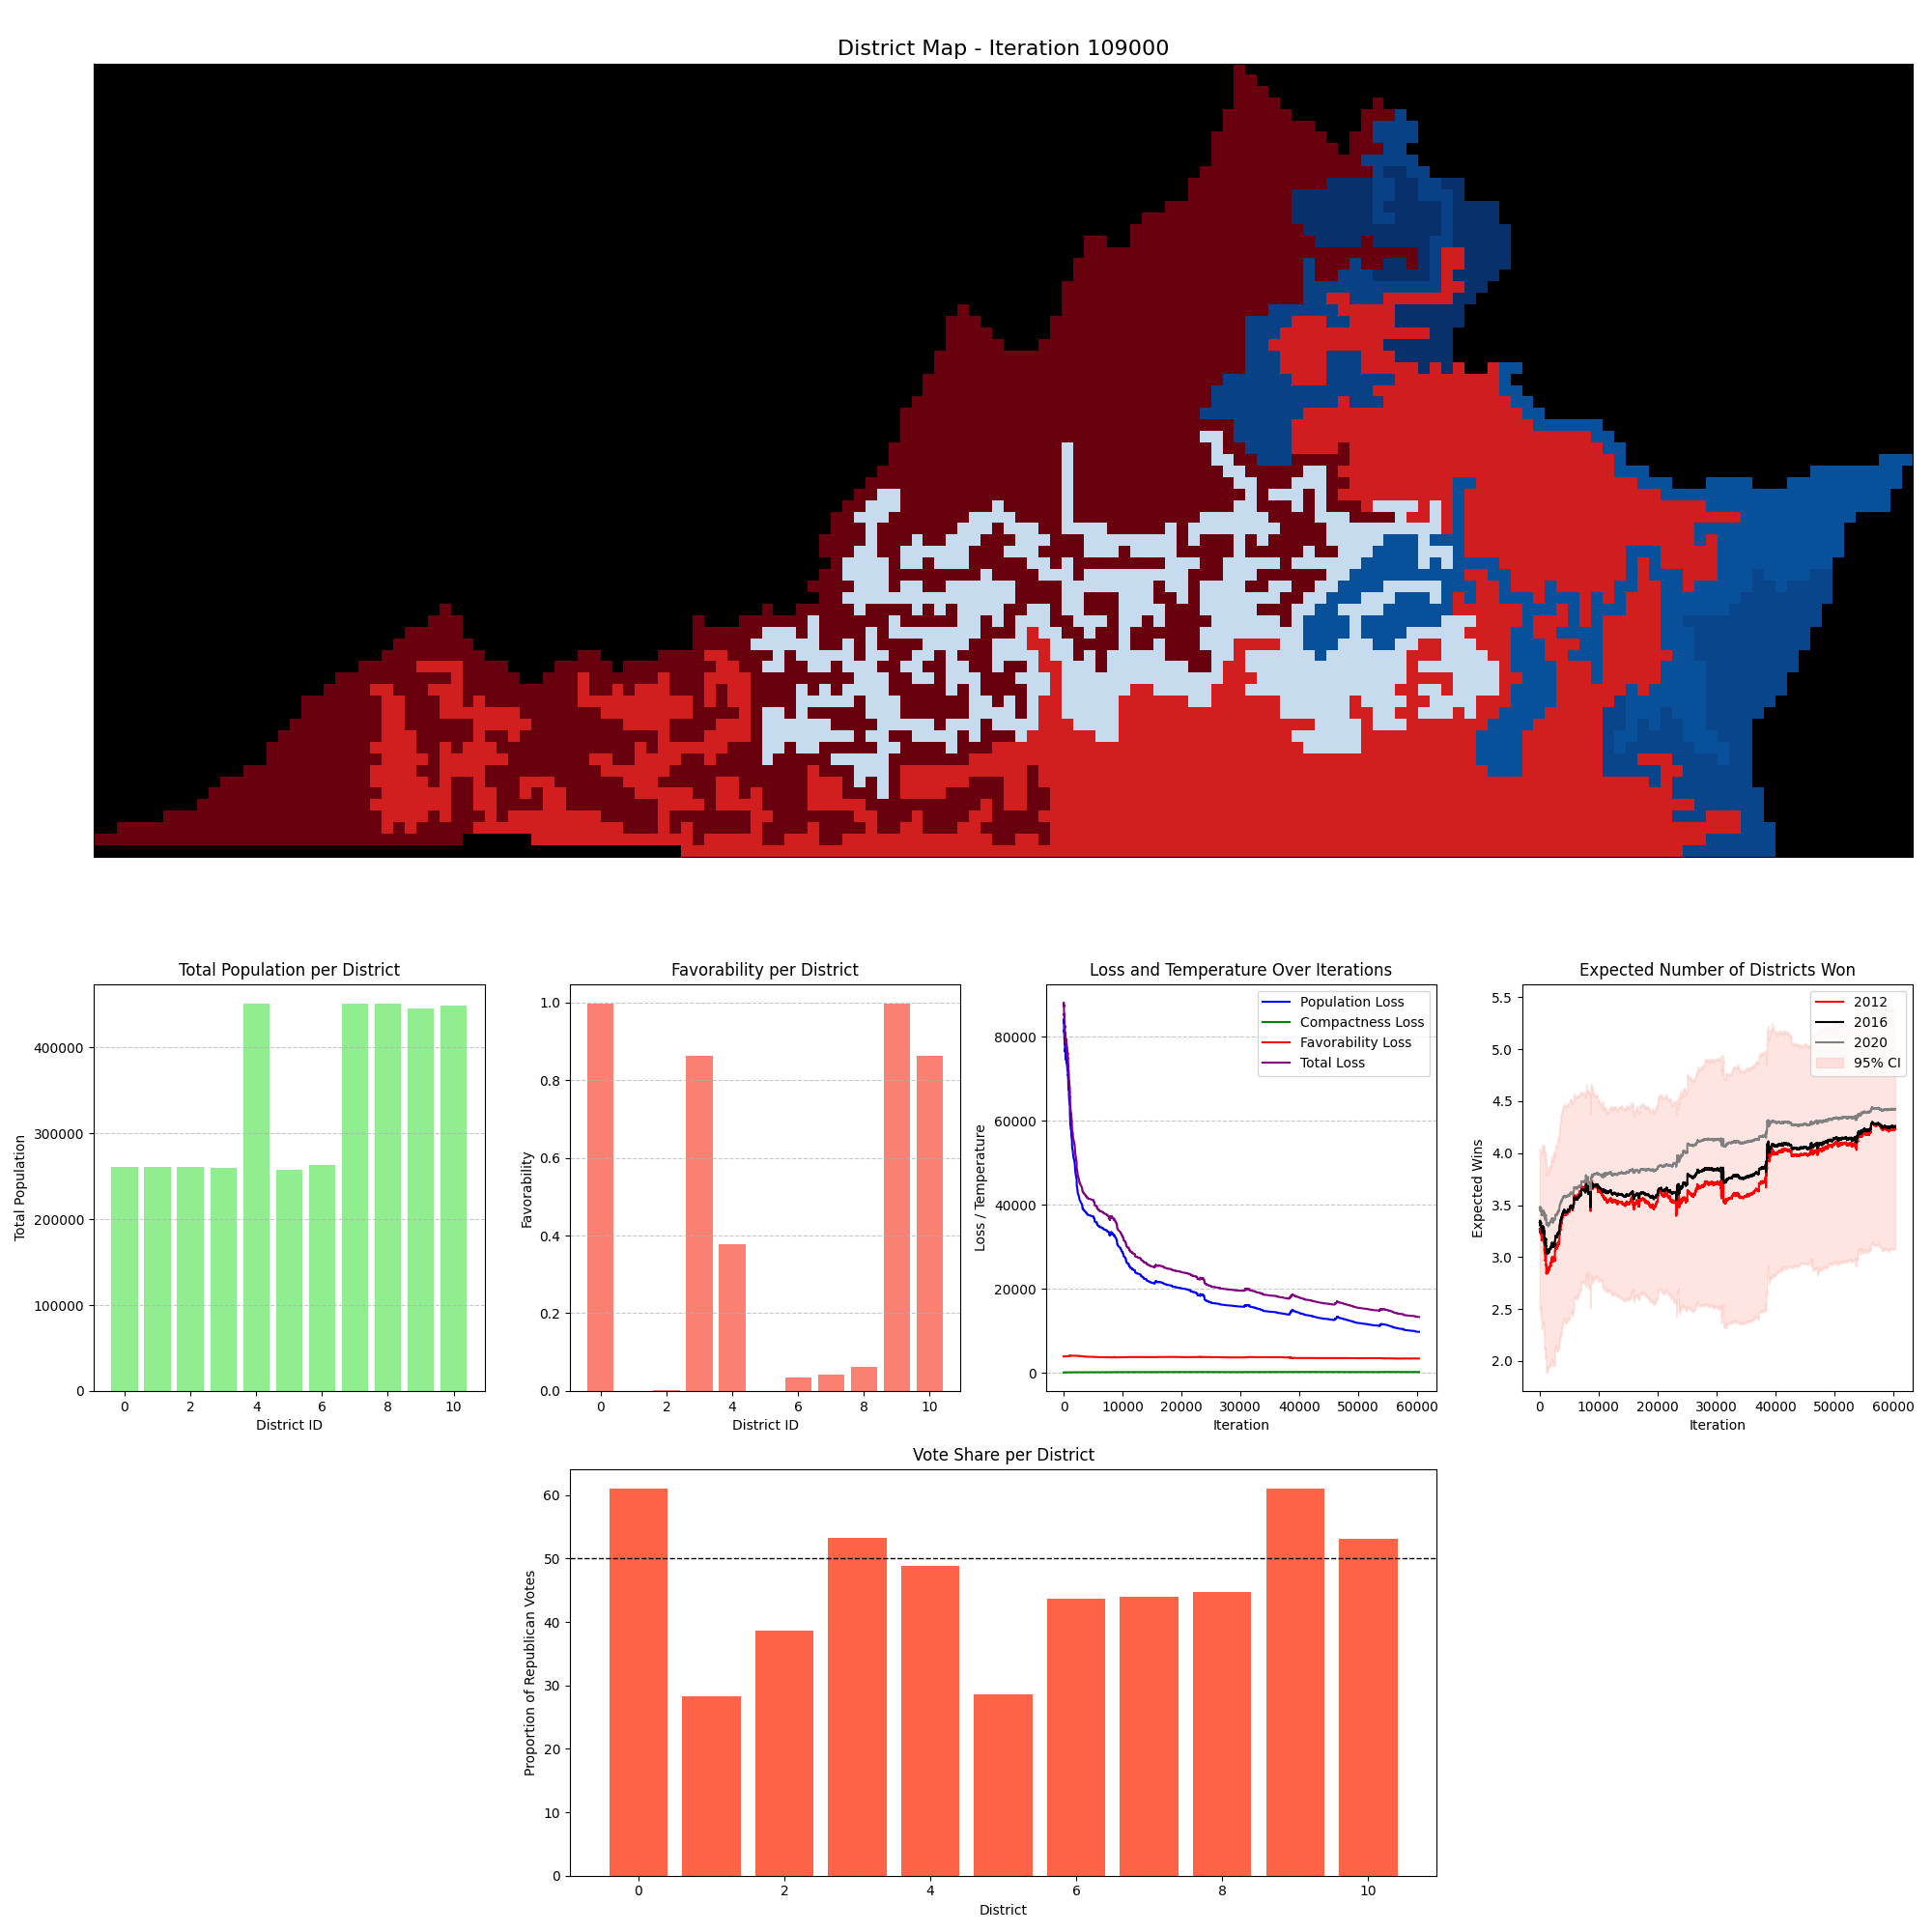 District Map - Iteration 109000
Total Population per District
Total Population
400000
300000
200000
100000
0
0 2 4 6 8 10
District ID
Favorability per District
Favorability
1.0
0.8
0.6
0.4
0.2
0.0
0 2 4 6 8 10
District ID
Loss and Temperature Over Iterations
Loss / Temperature
80000
60000
40000
20000
0
Population Loss
Compactness Loss
Favorability Loss
Total Loss
0 10000 20000 30000 40000 50000 60000
Iteration
Expected Number of Districts Won
Expected Wins
5.5
5.0
4.5
4.0
3.5
3.0
2.5
2.0
2012
2016
2020
95% CI
0 10000 20000 30000 40000 50000 60000
Iteration
Vote Share per District
Proportion of Republican Votes
60
50
40
30
20
10
0
0 2 4 6 8 10
District